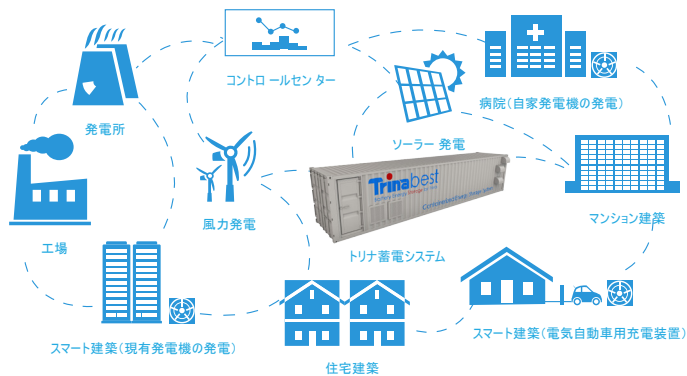 コントロールセンター
発電所
病院(自家発電機の発電)
ソーラー発電
Trinabest
風力発電
マンション建築
工場
トリナ蓄電システム
スマート建築(現有発電機の発電)
スマート建築(電気自動車用充電装置)
住宅建築